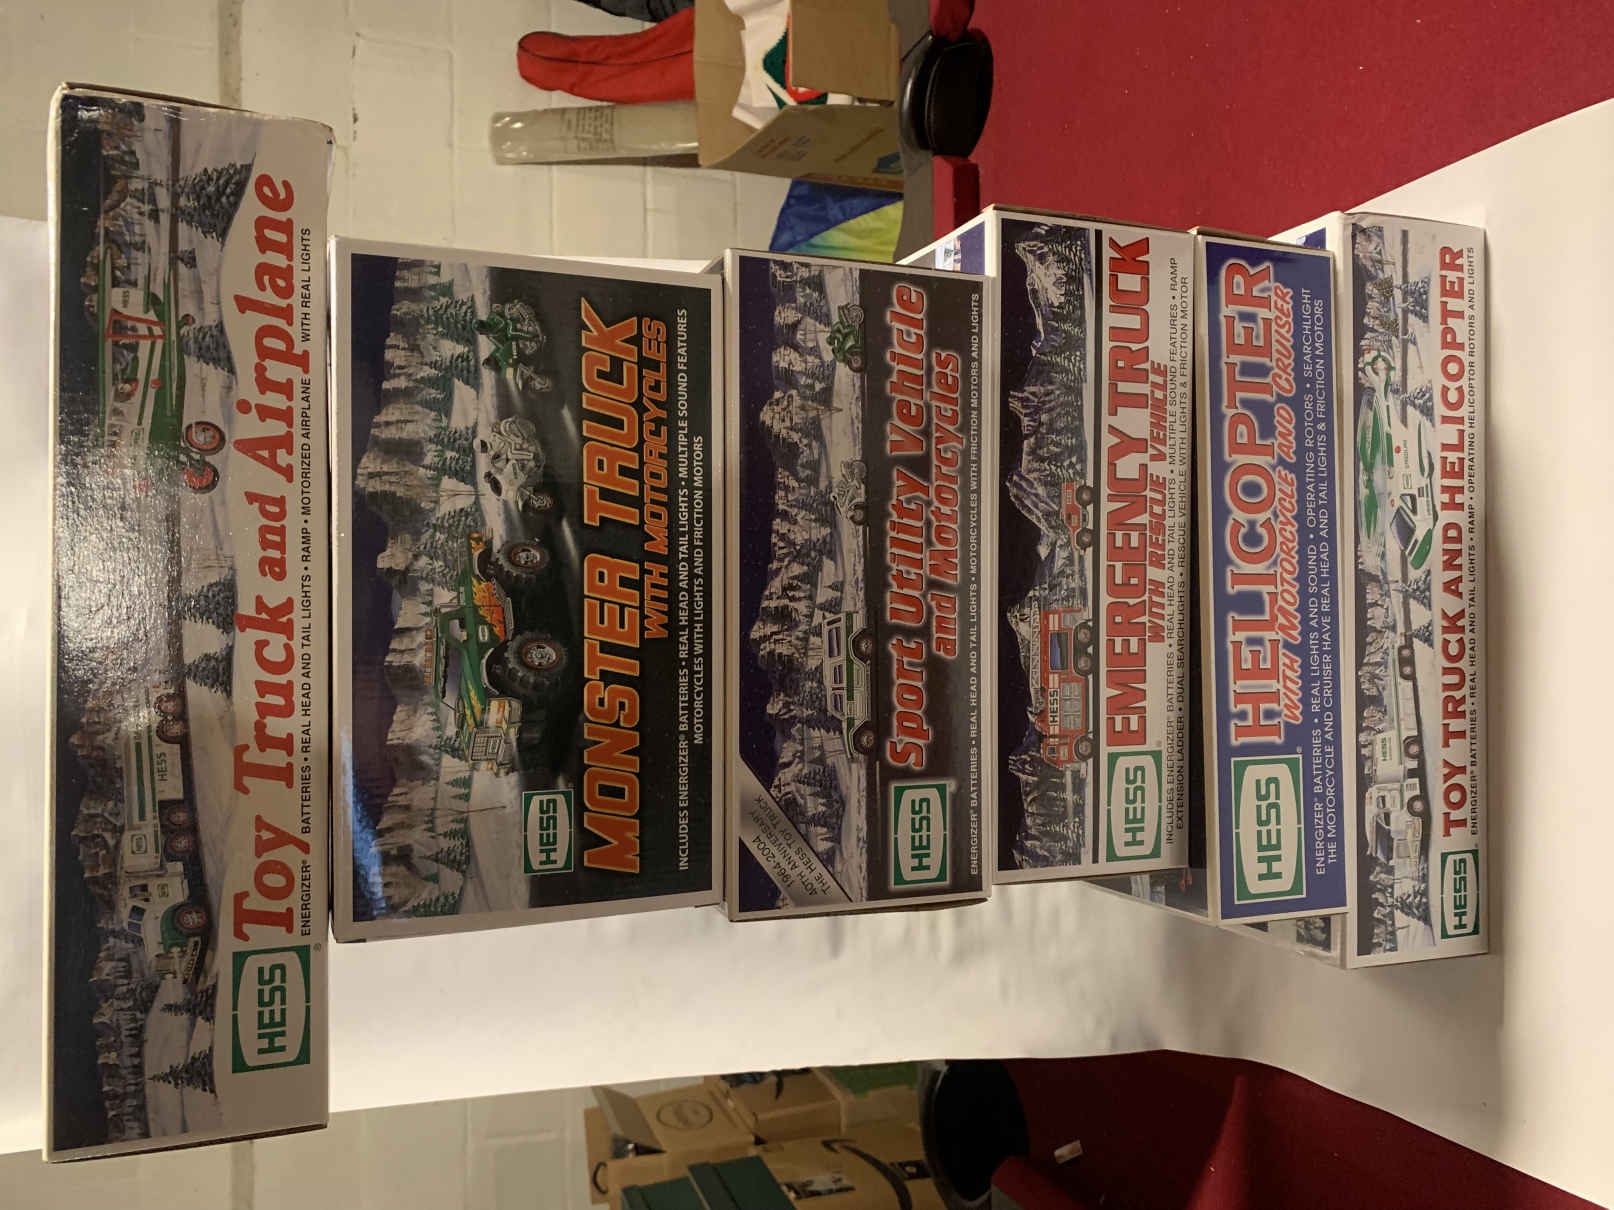 Toy Truck and Airplane
HESS®
ENERGIZER® BATTERIES • REAL HEAD AND TAIL LIGHTS • RAMP • MOTORIZED AIRPLANE WITH REAL LIGHTS
HESS
MONSTER TRUCK
WITH MOTORCYCLES
INCLUDES ENERGIZER® BATTERIES • REAL HEAD AND TAIL LIGHTS • MULTIPLE SOUND FEATURES
MOTORCYCLES WITH LIGHTS AND FRICTION MOTORS
1964-2004
40TH ANNIVERSARY
THE HESS TOY TRUCK
HESS
Sport Utility Vehicle
and Motorcycles
ENERGIZER® BATTERIES • REAL HEAD AND TAIL LIGHTS • MOTORCYCLES WITH FRICTION MOTORS AND LIGHTS
HESS
HESS®
EMERGENCY TRUCK
WITH RESCUE VEHICLE
INCLUDES ENERGIZER® BATTERIES • REAL HEAD AND TAIL LIGHTS • MULTIPLE SOUND FEATURES • RAMP
EXTENSION LADDER • DUAL SEARCHLIGHTS • RESCUE VEHICLE WITH LIGHTS & FRICTION MOTOR
HESS®
HELICOPTER
WITH MOTORCYCLE AND CRUISER
ENERGIZER® BATTERIES • REAL LIGHTS AND SOUND • OPERATING ROTORS • SEARCHLIGHT
THE MOTORCYCLE AND CRUISER HAVE REAL HEAD AND TAIL LIGHTS & FRICTION MOTORS
HESS
HESS®
TOY TRUCK AND HELICOPTER
ENERGIZER® BATTERIES • REAL HEAD AND TAIL LIGHTS • RAMP • OPERATING HELICOPTOR ROTORS AND LIGHTS